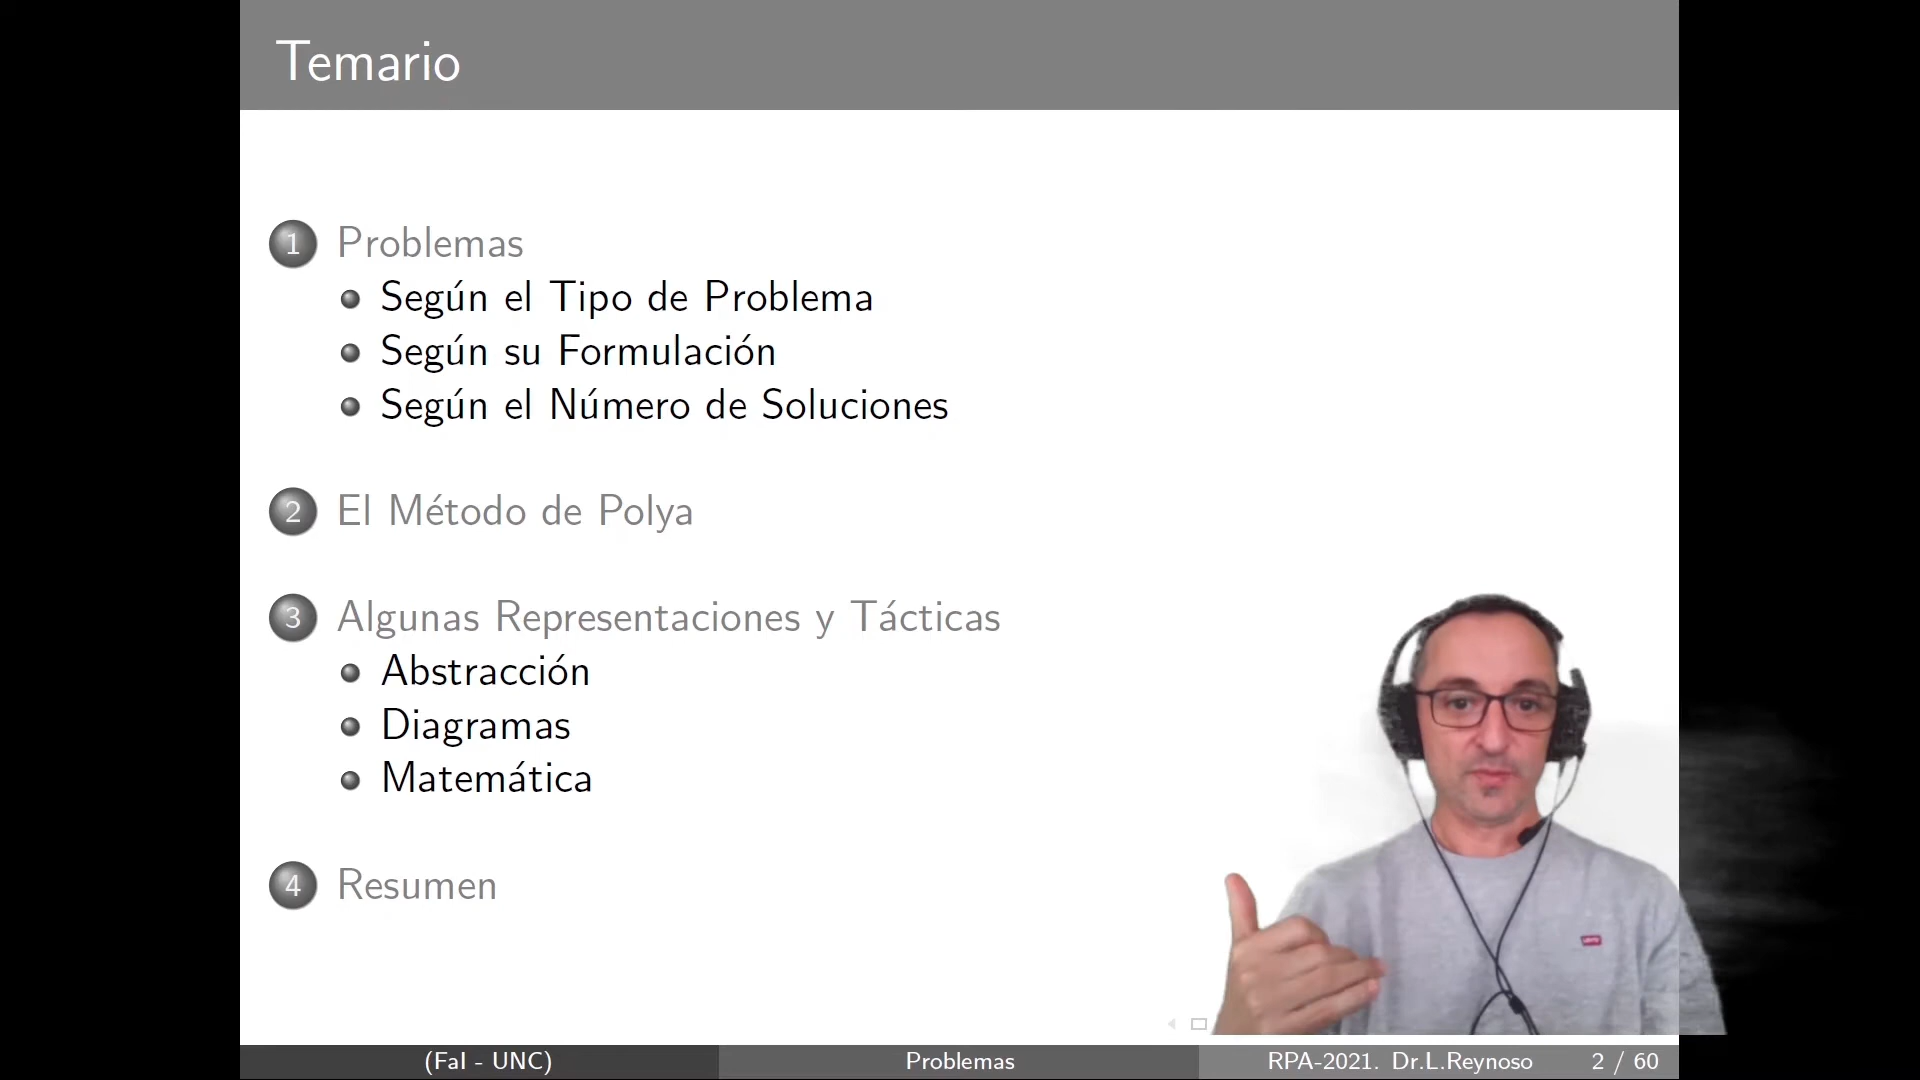 Temario
1 Problemas
Según el Tipo de Problema
Según su Formulación
Según el Número de Soluciones
2 El Método de Polya
3 Algunas Representaciones y Tácticas
Abstracción
Diagramas
Matemática
4 Resumen
(FaI - UNC) Problemas RPA-2021. Dr.L.Reynoso 2 / 60